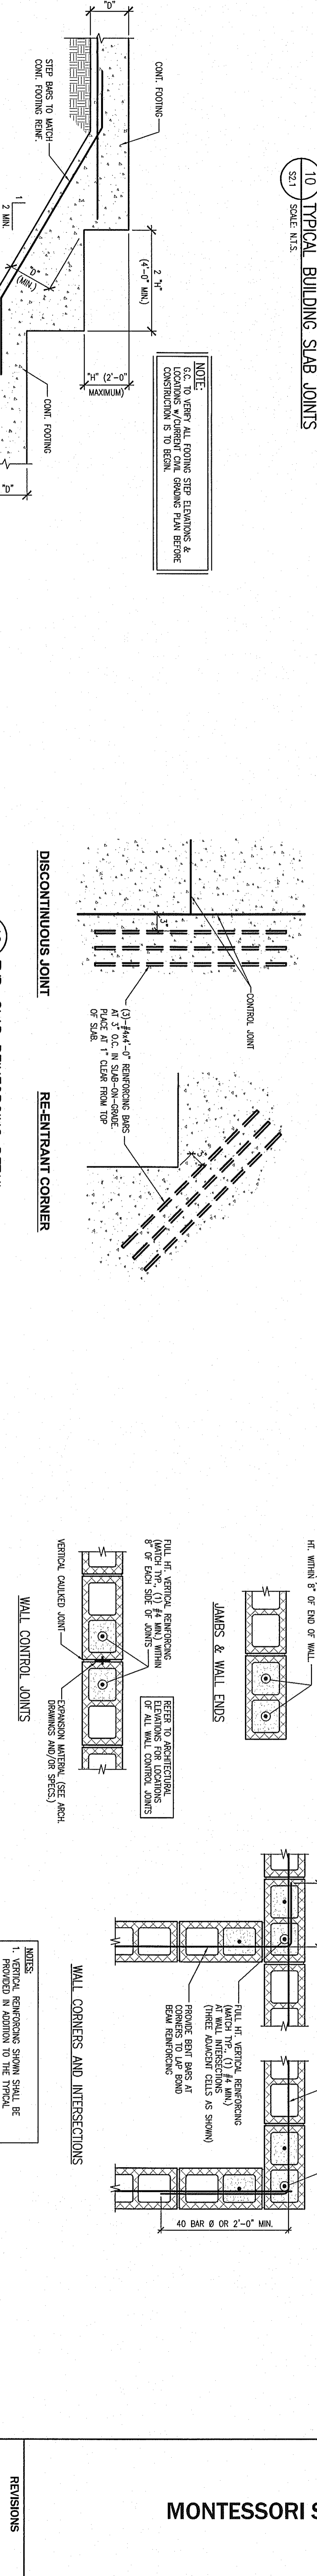 10
S2.1
TYPICAL BUILDING SLAB JOINTS
SCALE: N.T.S.
"D"
CONT. FOOTING
STEP BARS TO MATCH
CONT. FOOTING REINF.
1
2 MIN.
"D"
(MIN.)
2 "H"
(4'-0" MIN.)
"H" (2'-0"
MAXIMUM)
CONT. FOOTING
"D"
NOTE:
G.C. TO VERIFY ALL FOOTING STEP ELEVATIONS &
LOCATIONS w/CURRENT CIVIL GRADING PLAN BEFORE
CONSTRUCTION IS TO BEGIN.
3"
CONTROL JOINT
(3)-#4x4'-0" REINFORCING BARS
AT 3" O.C. IN SLAB-ON-GRADE.
PLACE AT 1" CLEAR FROM TOP
OF SLAB.
3"
DISCONTINUOUS JOINT
RE-ENTRANT CORNER
HT. WITHIN 8" OF END OF WALL
JAMBS & WALL ENDS
FULL HT. VERTICAL REINFORCING
(MATCH TYP., (1) #4 MIN.) WITHIN
8" OF EACH SIDE OF JOINTS
REFER TO ARCHITECTURAL
ELEVATIONS FOR LOCATIONS
OF ALL WALL CONTROL JOINTS
VERTICAL CAULKED JOINT
EXPANSION MATERIAL (SEE ARCH.
DRAWINGS AND/OR SPECS.)
WALL CONTROL JOINTS
FULL HT. VERTICAL REINFORCING
(MATCH TYP., (1) #4 MIN.)
AT WALL INTERSECTIONS
(THREE ADJACENT CELLS AS SHOWN)
PROVIDE BENT BARS AT
CORNERS TO LAP BOND
BEAM REINFORCING
40 BAR Ø OR 2'-0" MIN.
WALL CORNERS AND INTERSECTIONS
NOTES:
1. VERTICAL REINFORCING SHOWN SHALL BE
PROVIDED IN ADDITION TO THE TYPICAL
MONTESSORI S
REVISIONS